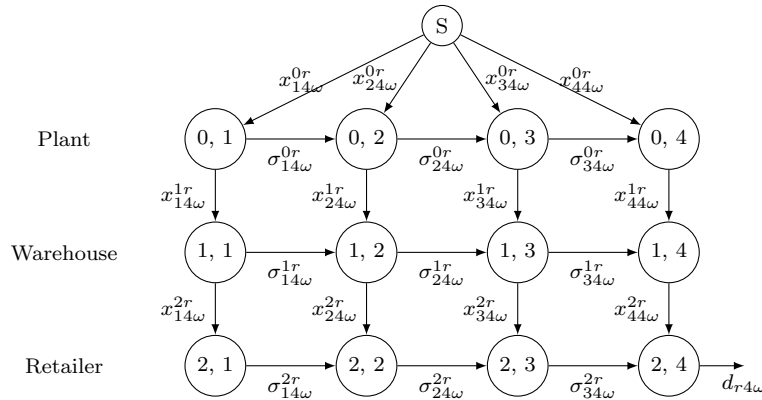 S
x^{0r}_{14ω} x^{0r}_{24ω} x^{0r}_{34ω} x^{0r}_{44ω}
Plant 0, 1 0, 2 0, 3 0, 4
σ^{0r}_{14ω} σ^{0r}_{24ω} σ^{0r}_{34ω}
x^{1r}_{14ω} x^{1r}_{24ω} x^{1r}_{34ω} x^{1r}_{44ω}
Warehouse 1, 1 1, 2 1, 3 1, 4
σ^{1r}_{14ω} σ^{1r}_{24ω} σ^{1r}_{34ω}
x^{2r}_{14ω} x^{2r}_{24ω} x^{2r}_{34ω} x^{2r}_{44ω}
Retailer 2, 1 2, 2 2, 3 2, 4
σ^{2r}_{14ω} σ^{2r}_{24ω} σ^{2r}_{34ω} d_{r4ω}